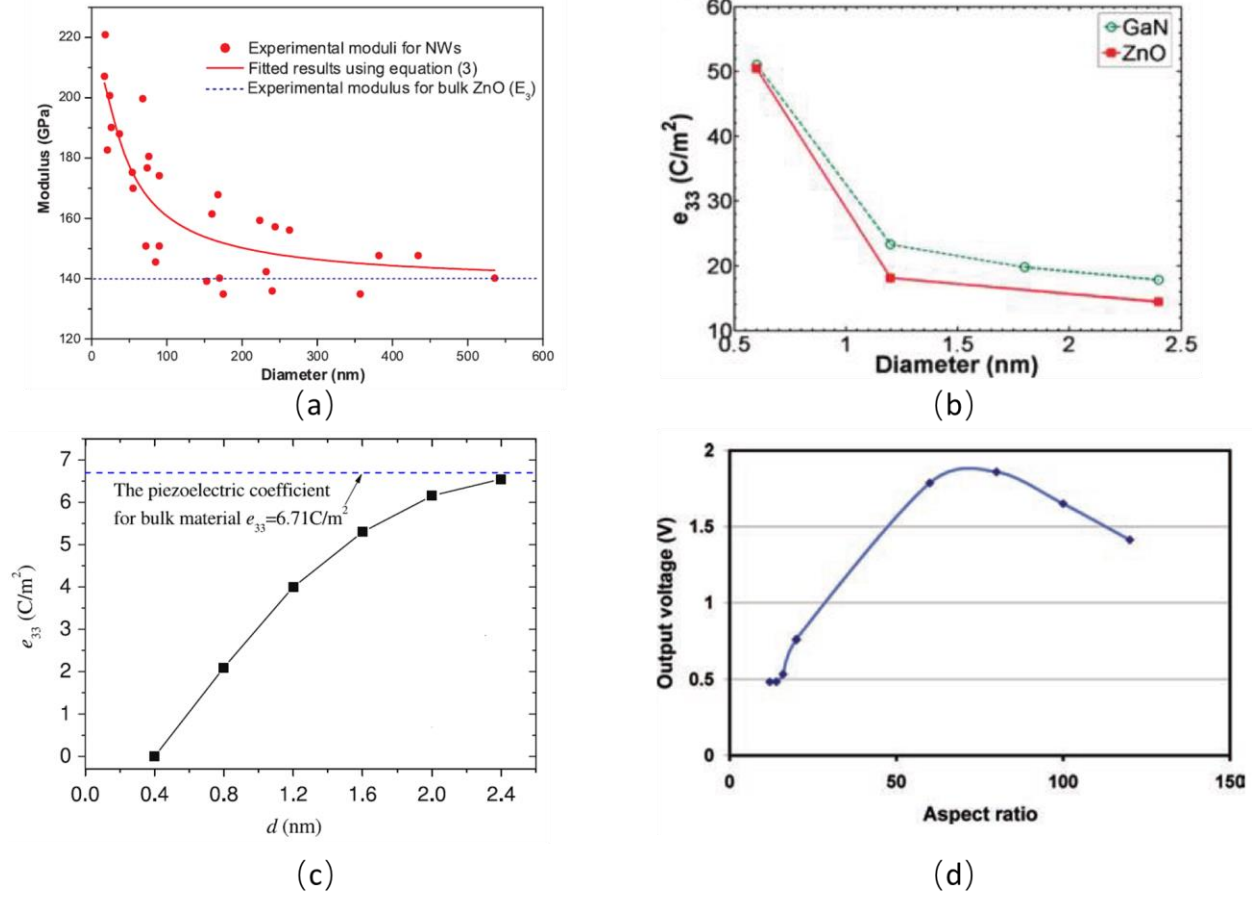 220
200
180
160
140
120
Modulus (GPa)
Experimental moduli for NWs
Fitted results using equation (3)
Experimental modulus for bulk ZnO (E3)
0 100 200 300 400 500 600
Diameter (nm)
(a)
60
50
40
30
20
10
e33 (C/m2)
GaN
ZnO
0.5 1 1.5 2 2.5
Diameter (nm)
(b)
7
6
5
4
3
2
1
0
e33 (C/m2)
The piezoelectric coefficient
for bulk material e33=6.71C/m2
0.0 0.4 0.8 1.2 1.6 2.0 2.4
d (nm)
(c)
2
1.5
1
0.5
0
Output voltage (V)
0 50 100 150
Aspect ratio
(d)